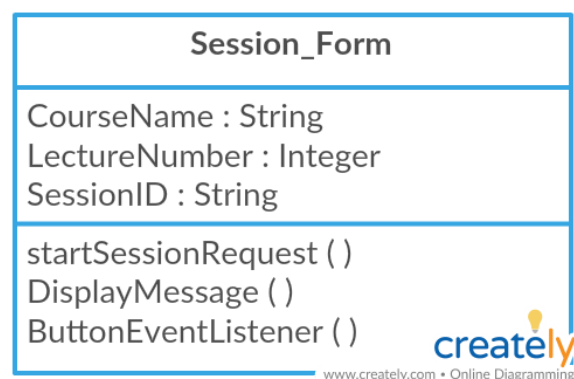 Session_Form
CourseName : String
LectureNumber : Integer
SessionID : String
startSessionRequest ( )
DisplayMessage ( )
ButtonEventListener ( )
creately
www.creately.com • Online Diagramming